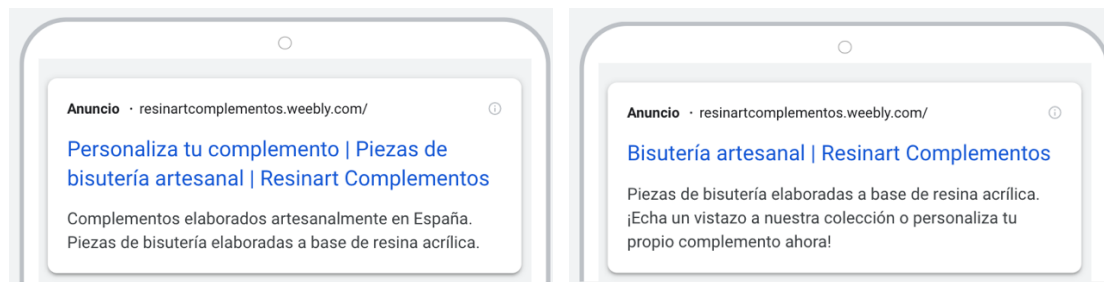 Anuncio · resinartcomplementos.weebly.com/
Personaliza tu complemento | Piezas de
bisutería artesanal | Resinart Complementos
Complementos elaborados artesanalmente en España.
Piezas de bisutería elaboradas a base de resina acrílica.
Anuncio · resinartcomplementos.weebly.com/
Bisutería artesanal | Resinart Complementos
Piezas de bisutería elaboradas a base de resina acrílica.
¡Echa un vistazo a nuestra colección o personaliza tu
propio complemento ahora!